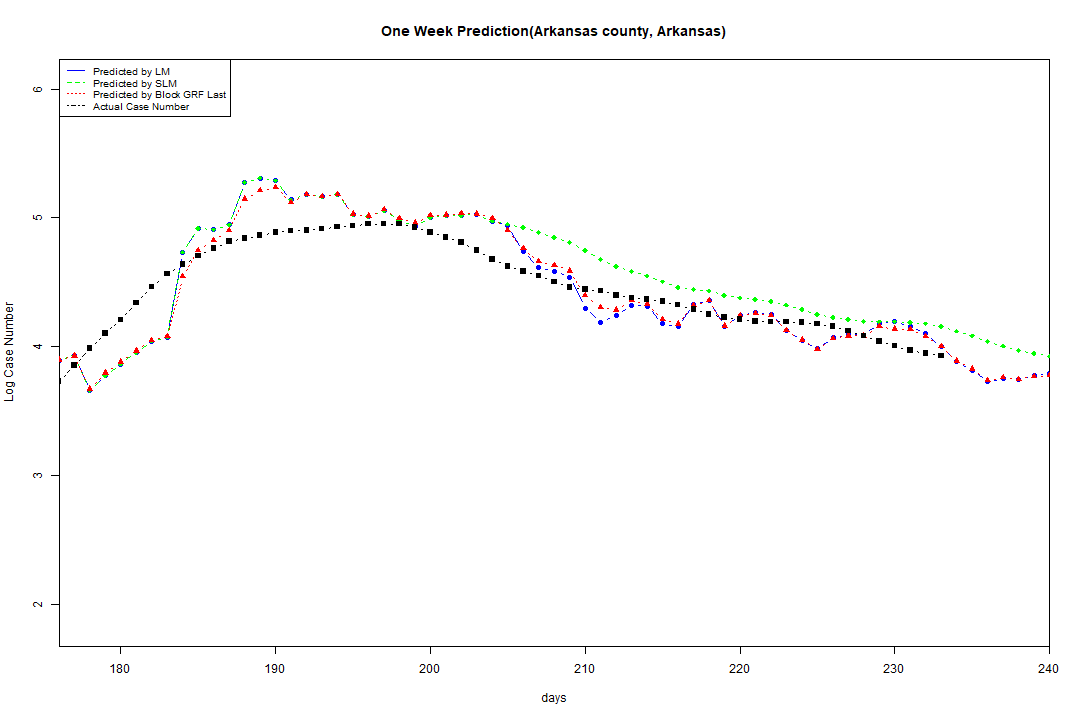 One Week Prediction(Arkansas county, Arkansas)
Predicted by LM
Predicted by SLM
Predicted by Block GRF Last
Actual Case Number
6
5
4
3
2
Log Case Number
180 190 200 210 220 230 240
days